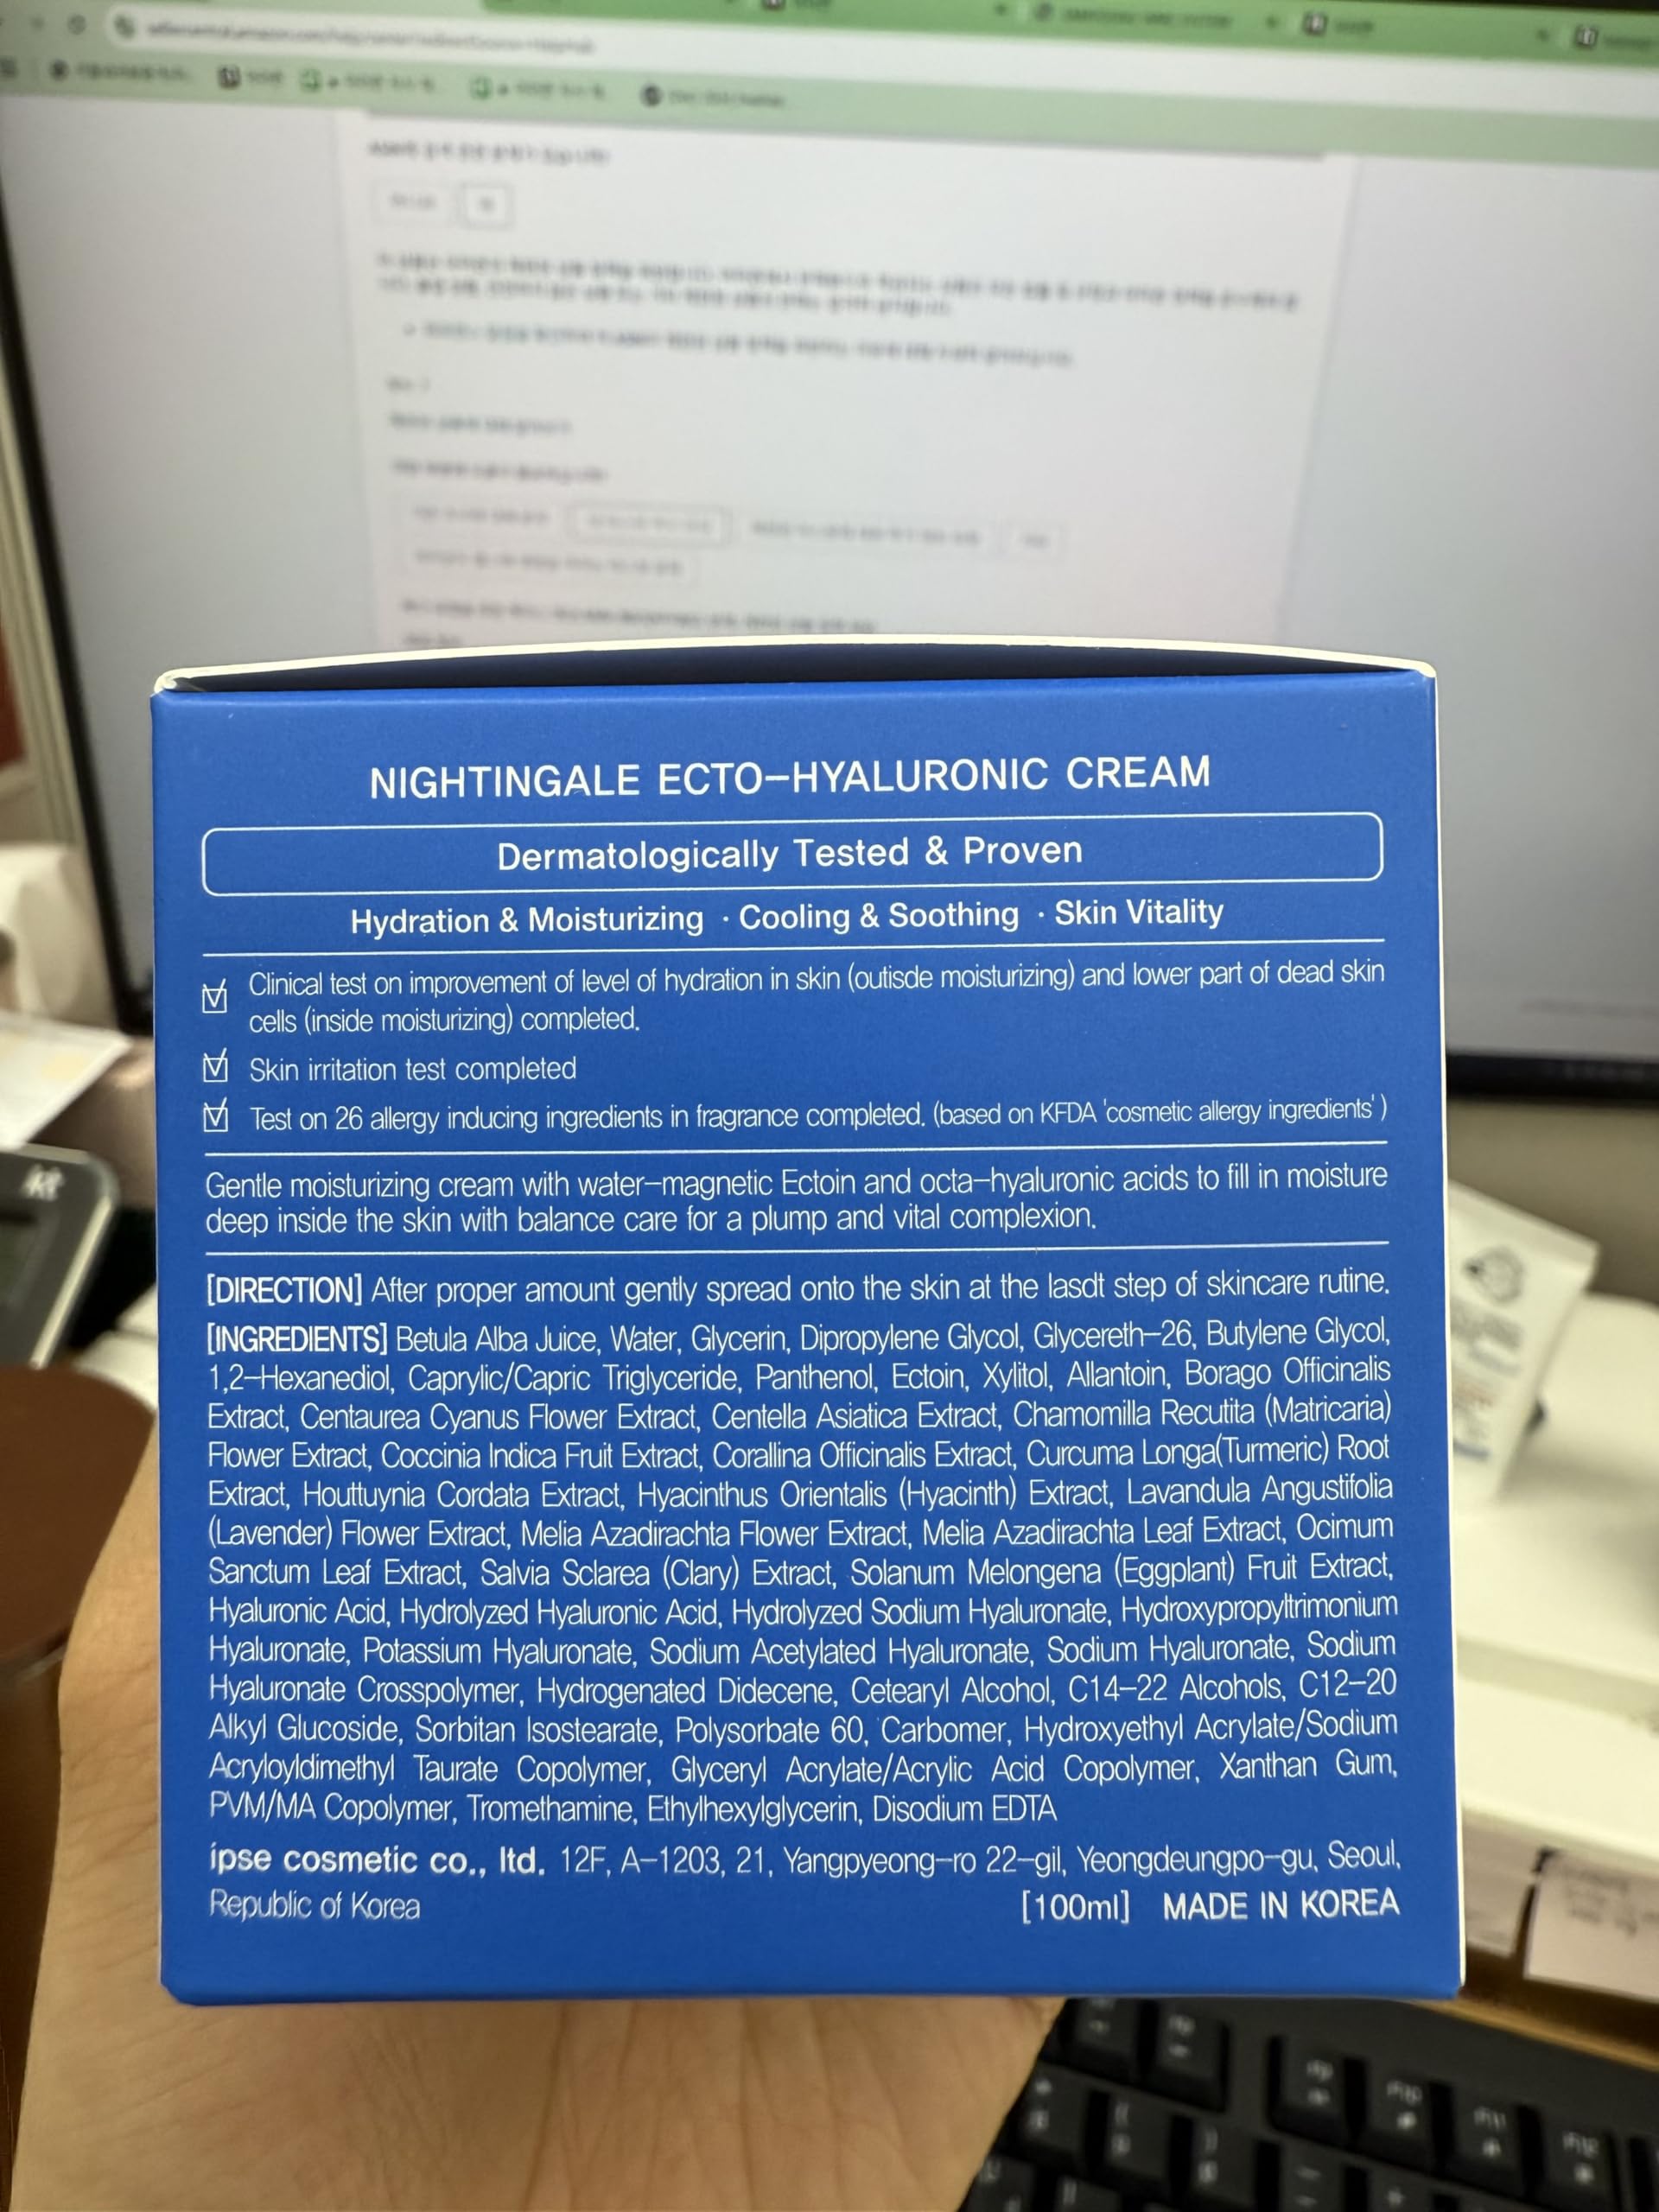 NIGHTINGALE ECTO-HYALURONIC CREAM
Dermatologically Tested & Proven
Hydration & Moisturizing · Cooling & Soothing · Skin Vitality
Clinical test on improvement of level of hydration in skin (outisde moisturizing) and lower part of dead skin
cells (inside moisturizing) completed.
Skin irritation test completed
Test on 26 allergy inducing ingredients in fragrance completed. (based on KFDA 'cosmetic allergy ingredients')
Gentle moisturizing cream with water-magnetic Ectoin and octa-hyaluronic acids to fill in moisture
deep inside the skin with balance care for a plump and vital complexion.
[DIRECTION] After proper amount gently spread onto the skin at the lasdt step of skincare rutine.
[INGREDIENTS] Betula Alba Juice, Water, Glycerin, Dipropylene Glycol, Glycereth-26, Butylene Glycol,
1,2-Hexanediol, Caprylic/Capric Triglyceride, Panthenol, Ectoin, Xylitol, Allantoin, Borago Officinalis
Extract, Centaurea Cyanus Flower Extract, Centella Asiatica Extract, Chamomilla Recutita (Matricaria)
Flower Extract, Coccinia Indica Fruit Extract, Corallina Officinalis Extract, Curcuma Longa(Turmeric) Root
Extract, Houttuynia Cordata Extract, Hyacinthus Orientalis (Hyacinth) Extract, Lavandula Angustifolia
(Lavender) Flower Extract, Melia Azadirachta Flower Extract, Melia Azadirachta Leaf Extract, Ocimum
Sanctum Leaf Extract, Salvia Sclarea (Clary) Extract, Solanum Melongena (Eggplant) Fruit Extract,
Hyaluronic Acid, Hydrolyzed Hyaluronic Acid, Hydrolyzed Sodium Hyaluronate, Hydroxypropyltrimonium
Hyaluronate, Potassium Hyaluronate, Sodium Acetylated Hyaluronate, Sodium Hyaluronate, Sodium
Hyaluronate Crosspolymer, Hydrogenated Didecene, Cetearyl Alcohol, C14-22 Alcohols, C12-20
Alkyl Glucoside, Sorbitan Isostearate, Polysorbate 60, Carbomer, Hydroxyethyl Acrylate/Sodium
Acryloyldimethyl Taurate Copolymer, Glyceryl Acrylate/Acrylic Acid Copolymer, Xanthan Gum,
PVM/MA Copolymer, Tromethamine, Ethylhexylglycerin, Disodium EDTA
ípse cosmetic co., ltd. 12F, A-1203, 21, Yangpyeong-ro 22-gil, Yeongdeungpo-gu, Seoul,
Republic of Korea [100ml] MADE IN KOREA
kt